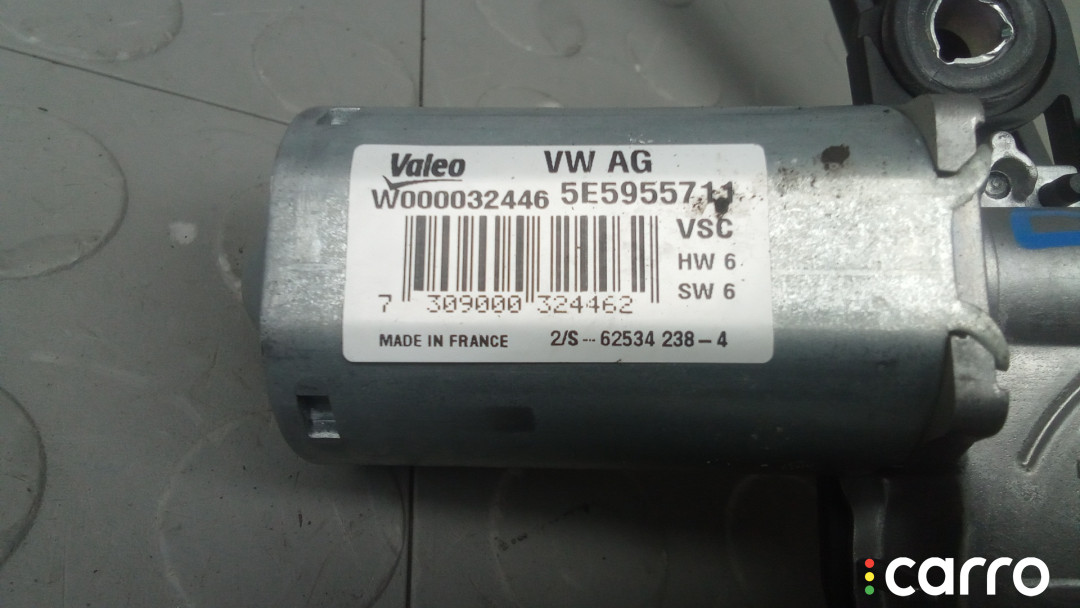 Valeo VW AG
W000032446 5E5955711
VSC
HW 6
SW 6
7 309000 324462
MADE IN FRANCE 2/S--- 62534 238-4
carro